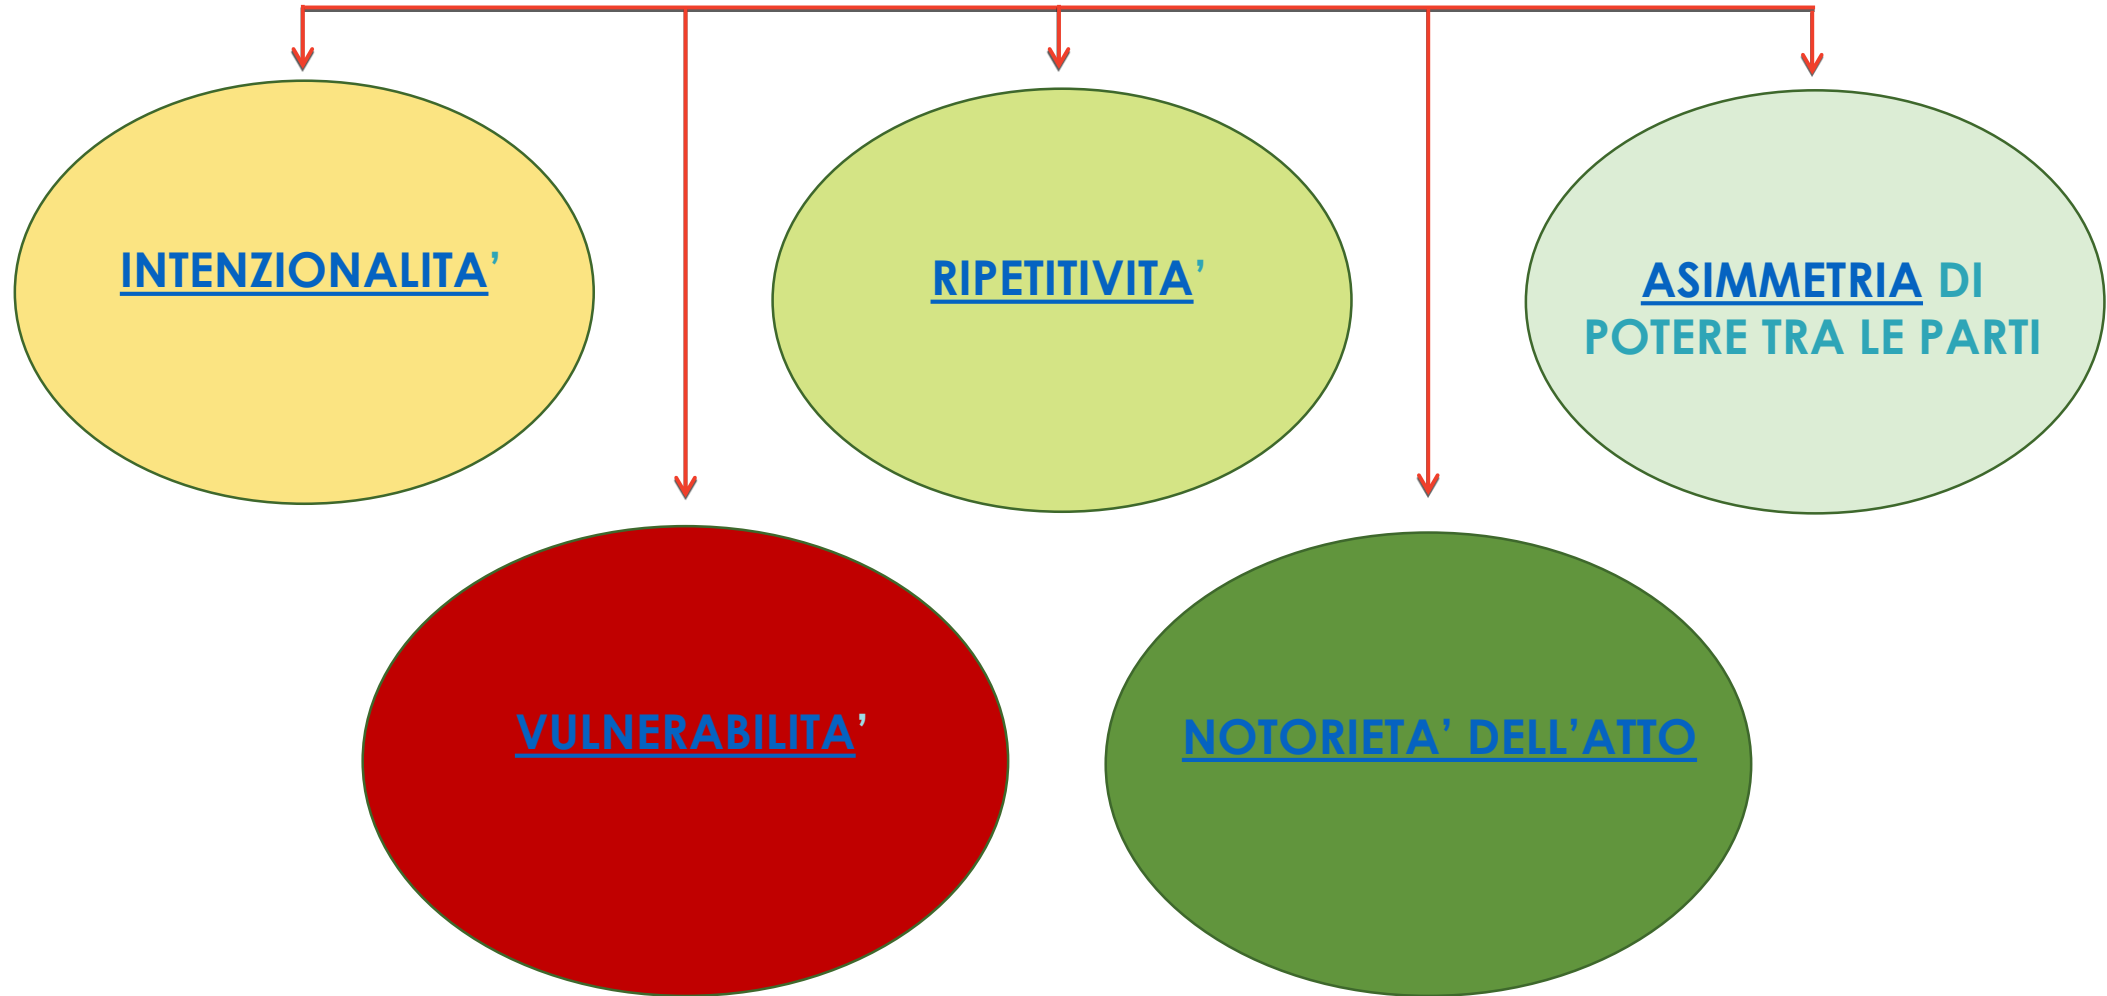 INTENZIONALITA’
RIPETITIVITA’
ASIMMETRIA DI
POTERE TRA LE PARTI
VULNERABILITA’
NOTORIETA’ DELL’ATTO